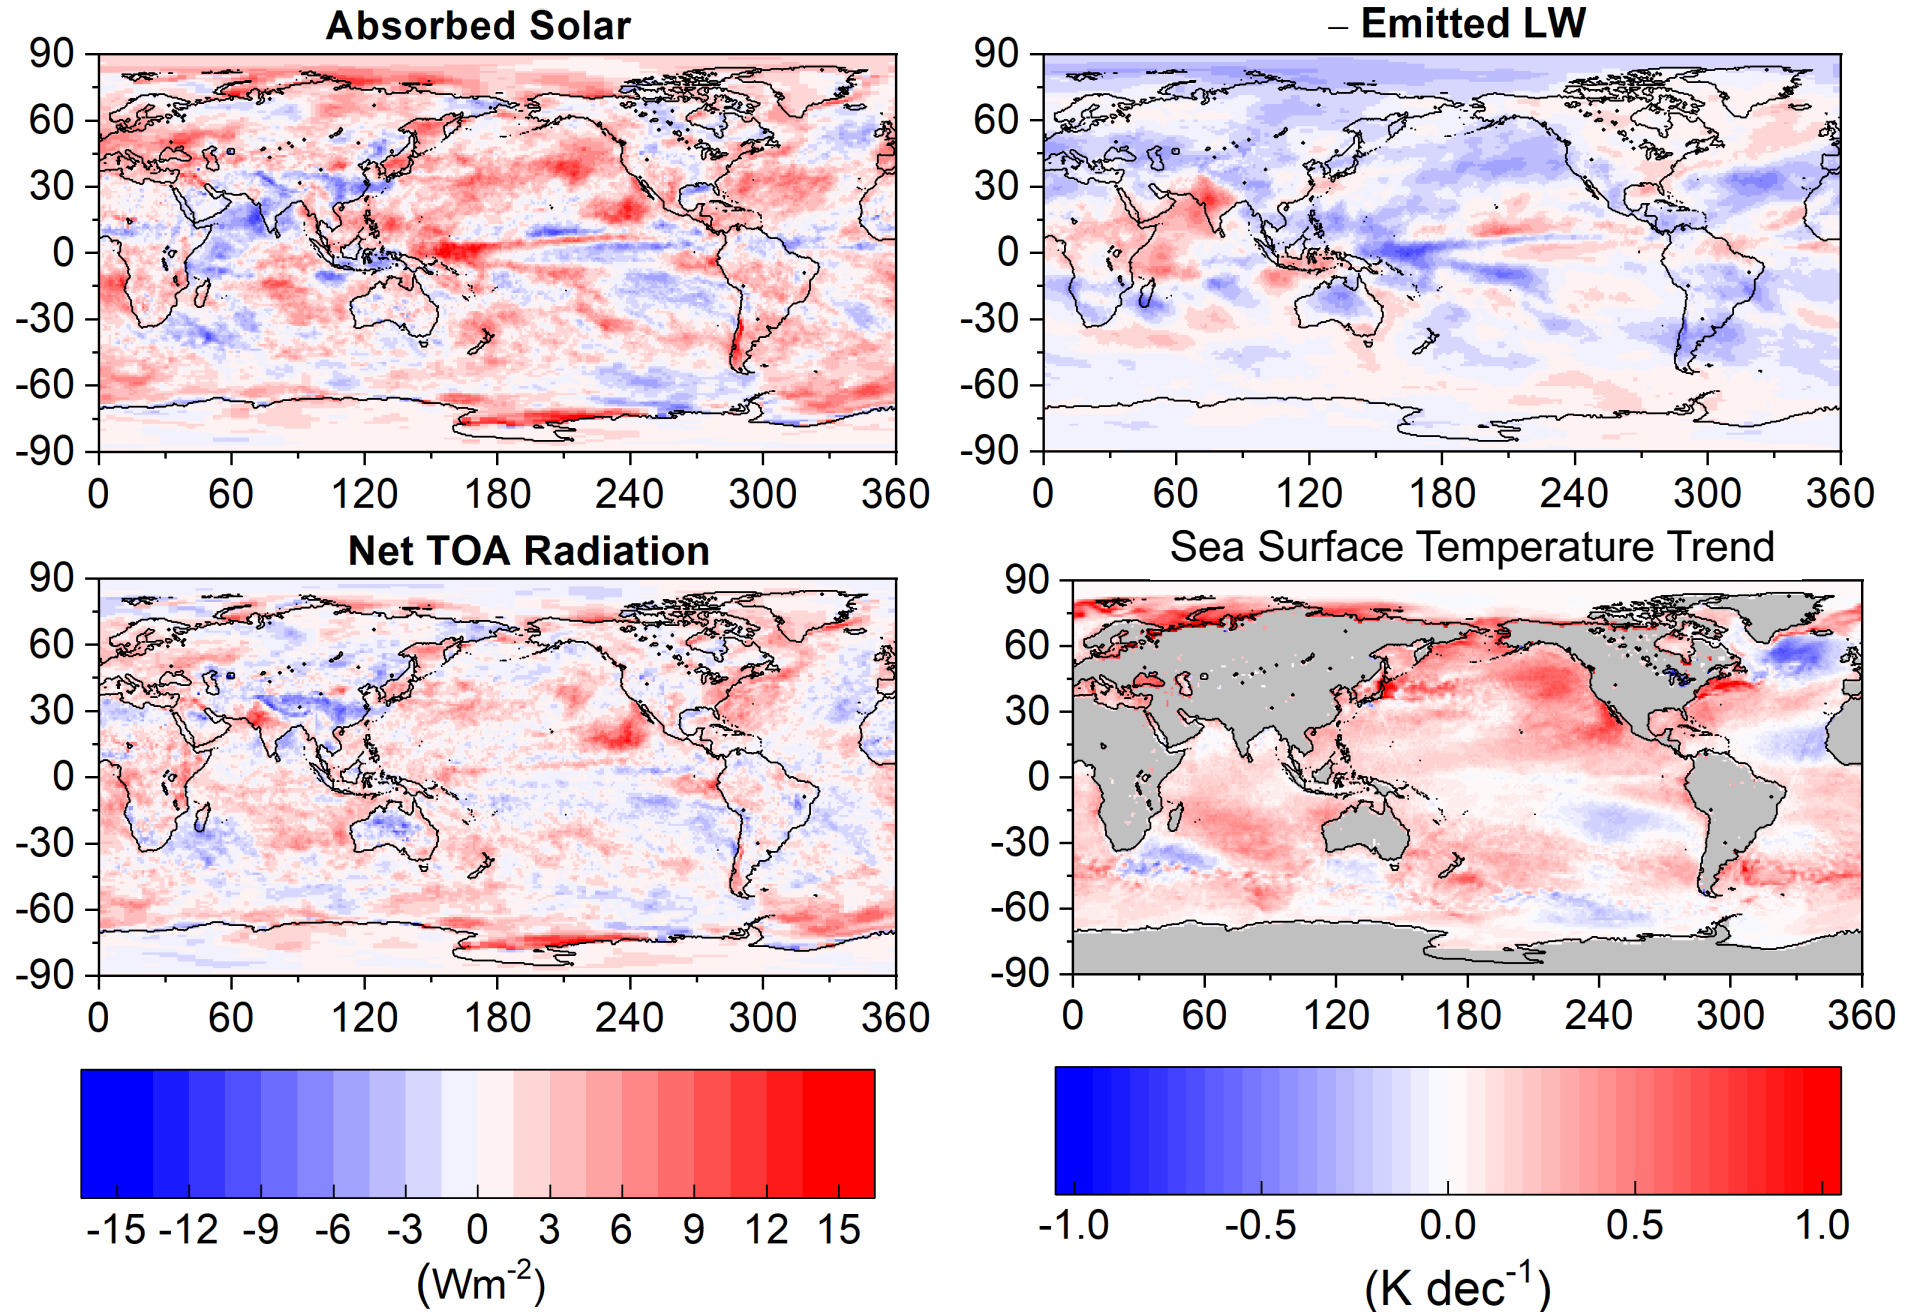 Absorbed Solar
– Emitted LW
90
60
30
0
-30
-60
-90
0 60 120 180 240 300 360
90
60
30
0
-30
-60
-90
0 60 120 180 240 300 360
Net TOA Radiation
Sea Surface Temperature Trend
90
60
30
0
-30
-60
-90
0 60 120 180 240 300 360
90
60
30
0
-30
-60
-90
0 60 120 180 240 300 360
-15 -12 -9 -6 -3 0 3 6 9 12 15
(Wm-2)
-1.0 -0.5 0.0 0.5 1.0
(K dec-1)